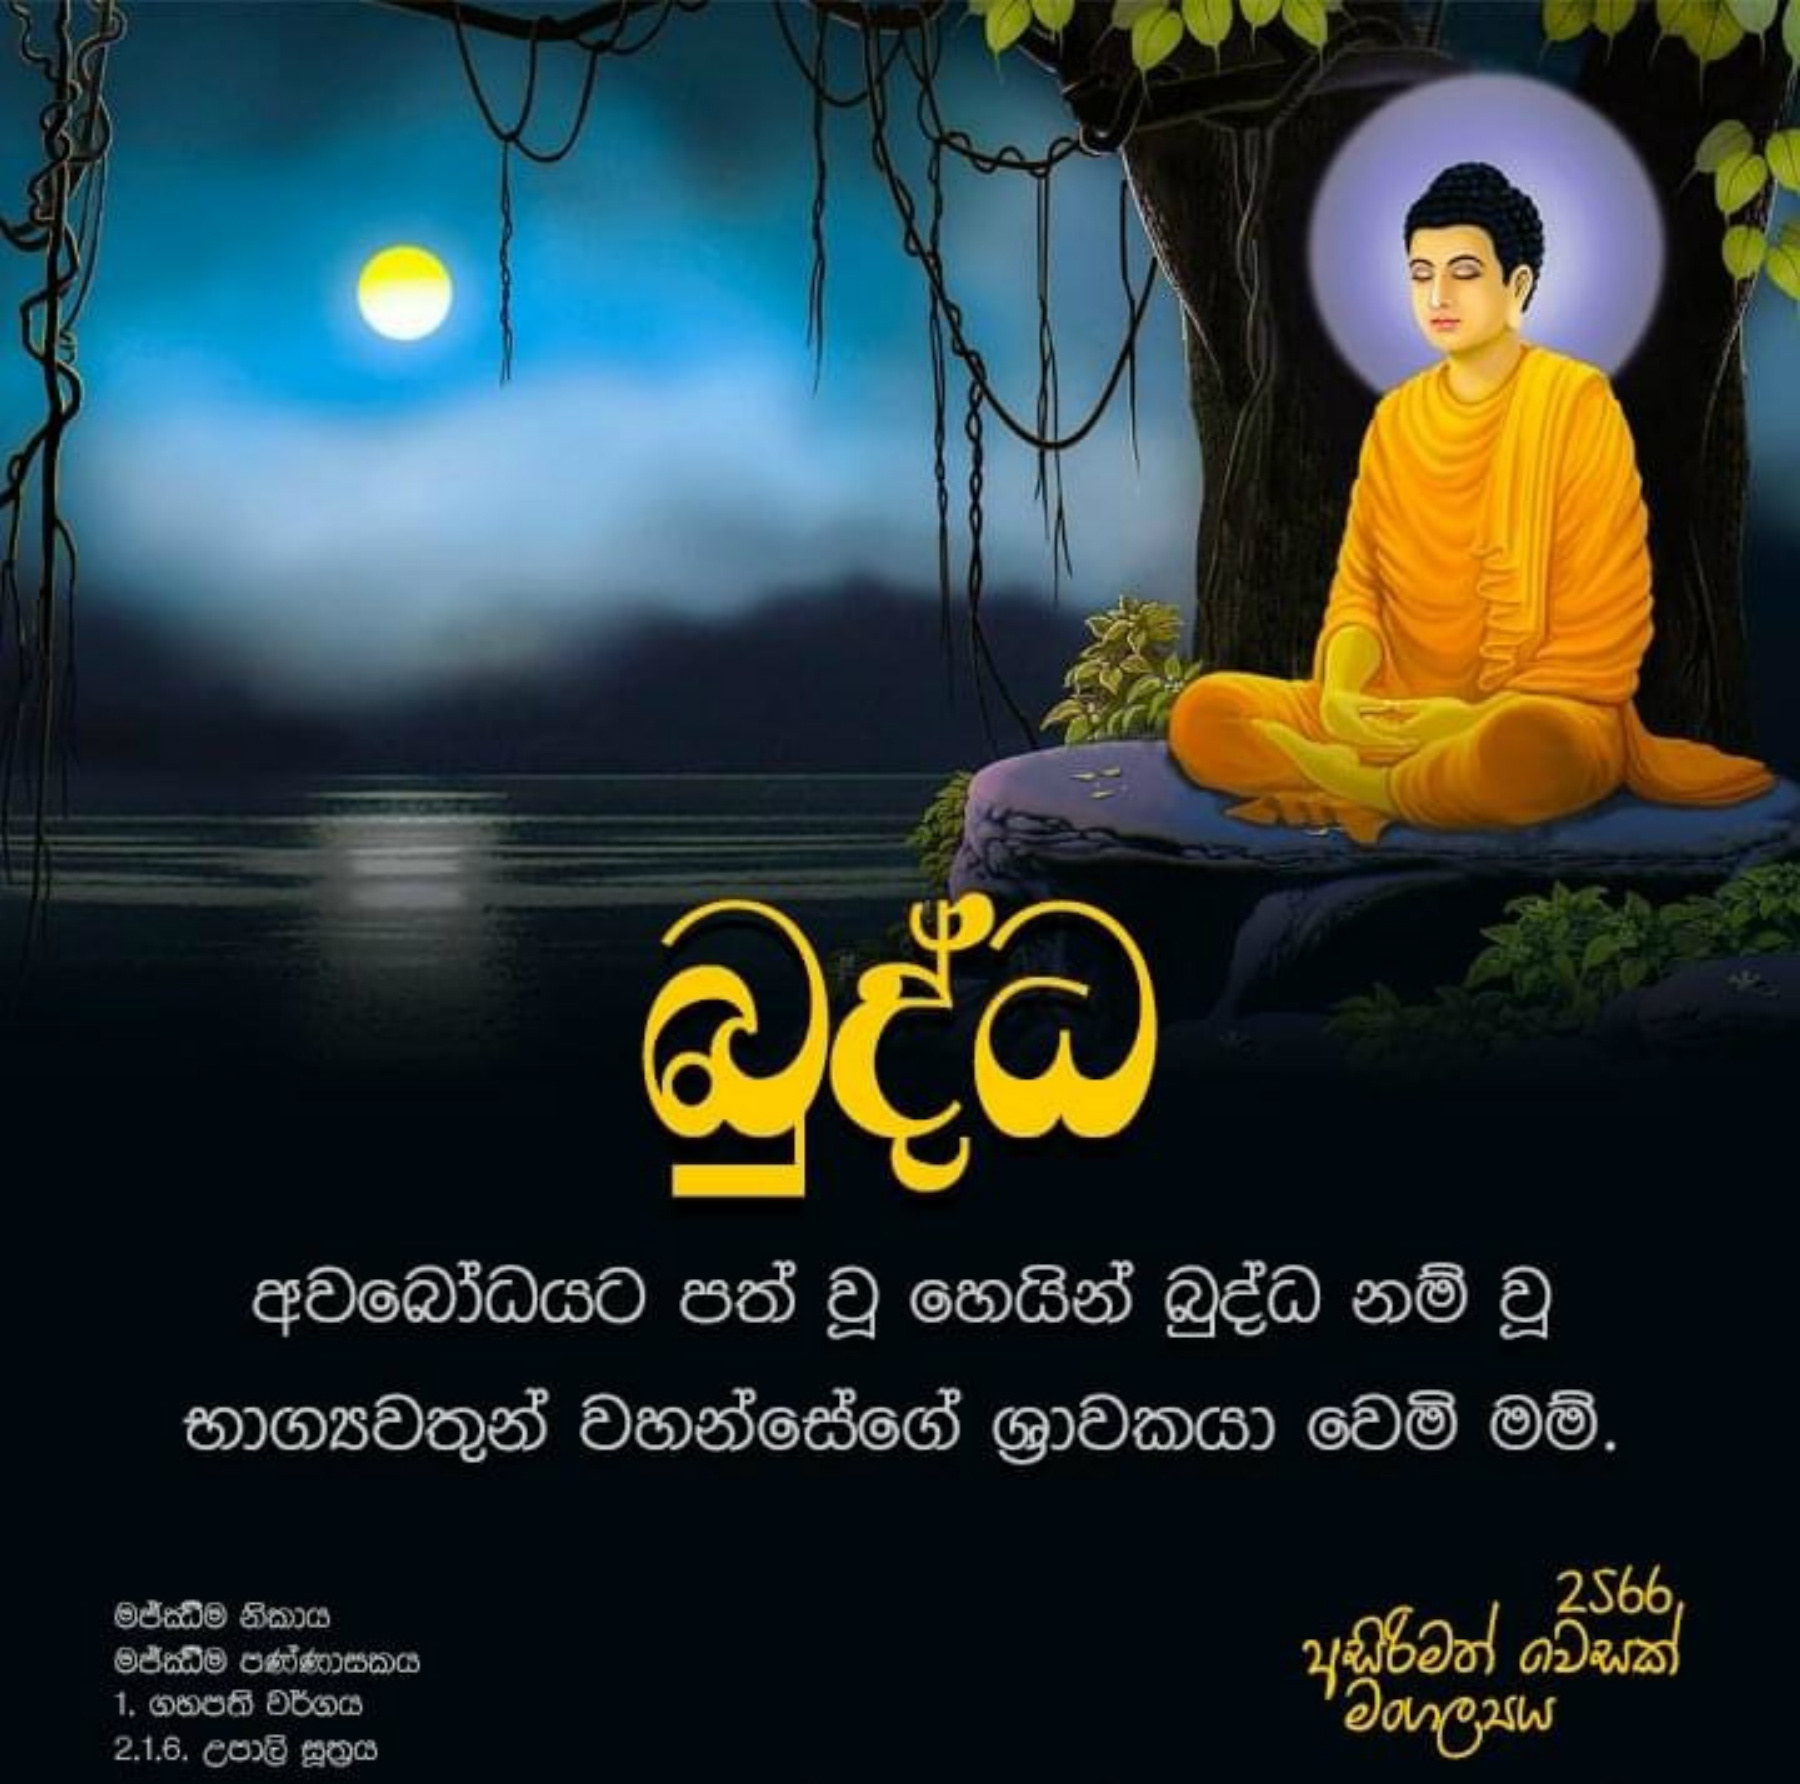 බුද්ධ
අවබෝධයට පත් වූ හෙයින් බුද්ධ නම් වූ
භාග්‍යවතුන් වහන්සේගේ ශ්‍රාවකයා වෙමි මම්.
මජ්ඣිම නිකාය
මජ්ඣිම පණ්ණාසකය
1. ගහපති වර්ගය
2.1.6. උපාලි සූත්‍රය
2566
අසිරිමත් වෙසක්
මංගල්‍යය